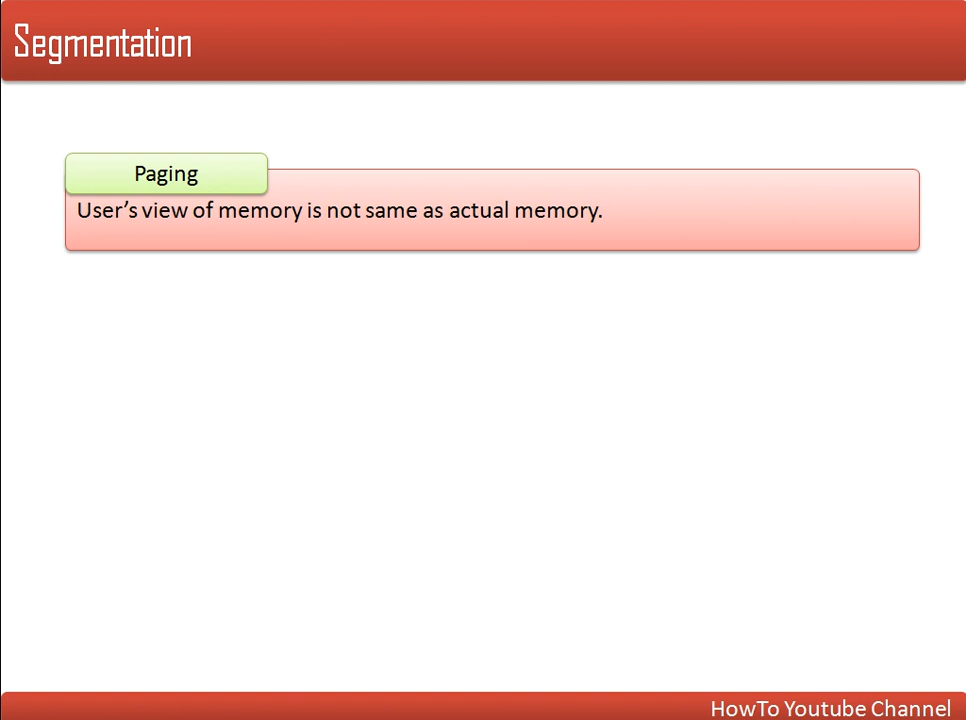 Segmentation
Paging
User’s view of memory is not same as actual memory.
HowTo Youtube Channel